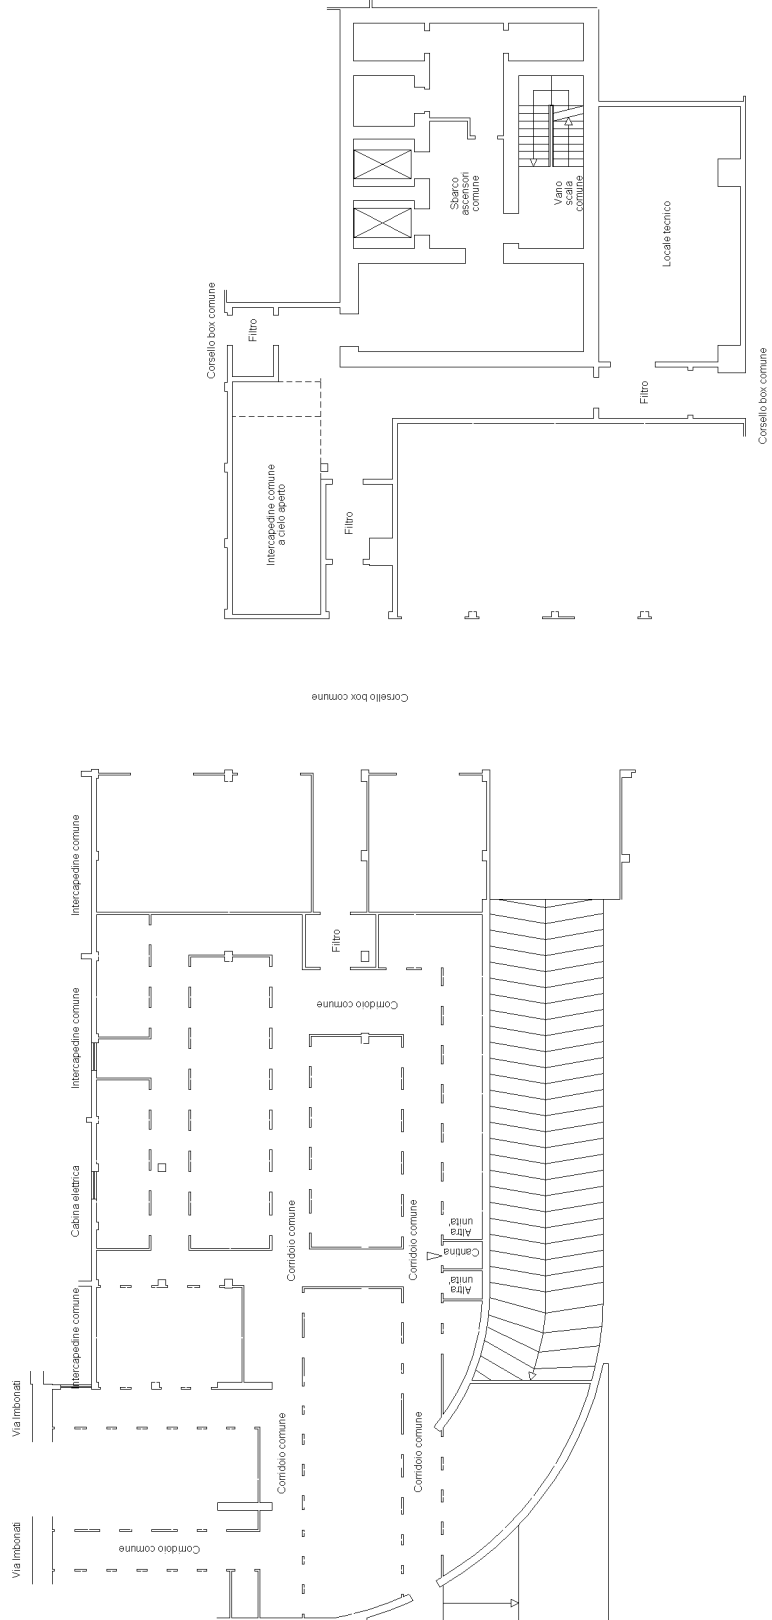 Sbarco
ascensori
comune
Vano
scala
comune
Locale tecnico
Corsello box comune
Filtro
Filtro
Corsello box comune
Intercapedine comune
a cielo aperto
Filtro
Corsello box comune
Intercapedine comune
Filtro
Intercapedine comune
Corridoio comune
Cabina elettrica
Corridoio comune
Corridoio comune
Altra
unita'
Cantina
Altra
unita'
Intercapedine comune
Via Imbonati
Corridoio comune
Corridoio comune
Via Imbonati
Corridoio comune